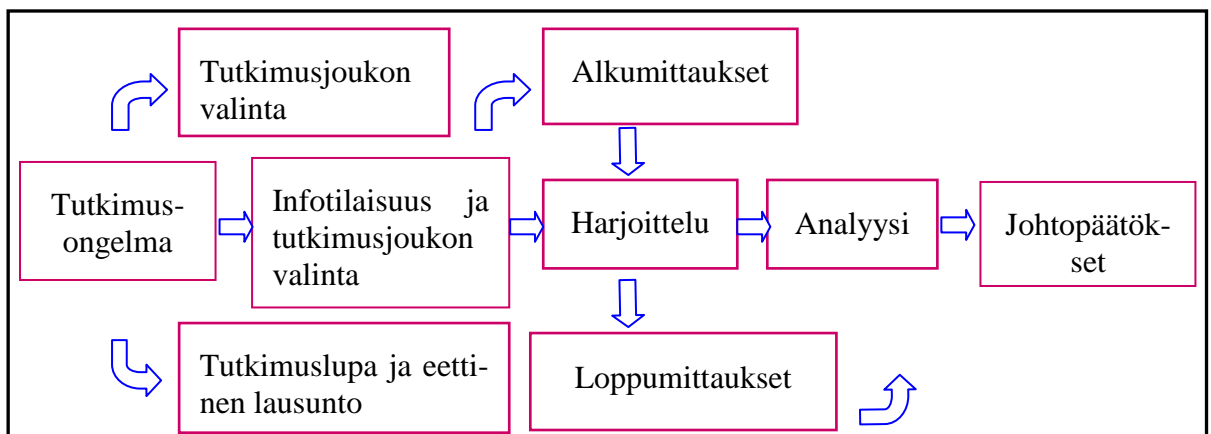 Tutkimusjoukon
valinta
Alkumittaukset
Tutkimus-
ongelma
Infotilaisuus ja
tutkimusjoukon
valinta
Harjoittelu
Analyysi
Johtopäätök-
set
Tutkimuslupa ja eetti-
nen lausunto
Loppumittaukset